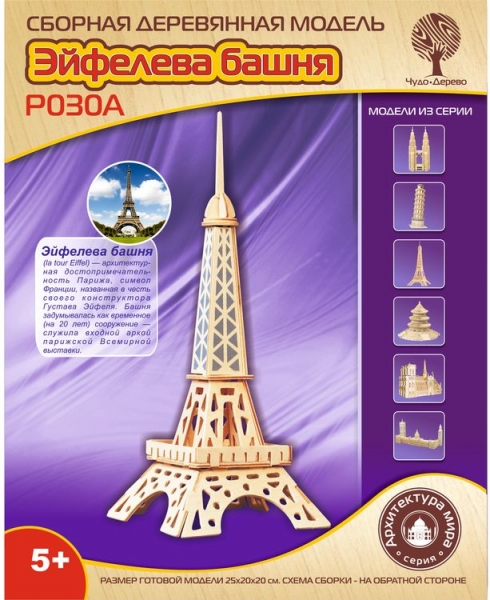 СБОРНАЯ ДЕРЕВЯННАЯ МОДЕЛЬ
Эйфелева башня
P030A
Чудо-Дерево
МОДЕЛИ ИЗ СЕРИИ
Эйфелева башня
(la tour Eiffel) — архитектур-
ная достопримечатель-
ность Парижа, символ
Франции, названная в честь
своего конструктора
Густава Эйфеля. Башня
задумывалась как временное
(на 20 лет) сооружение —
служила входной аркой
парижской Всемирной
выставки.
Архитектура мира
серия
5+
РАЗМЕР ГОТОВОЙ МОДЕЛИ 25х20х20 см. СХЕМА СБОРКИ - НА ОБРАТНОЙ СТОРОНЕ